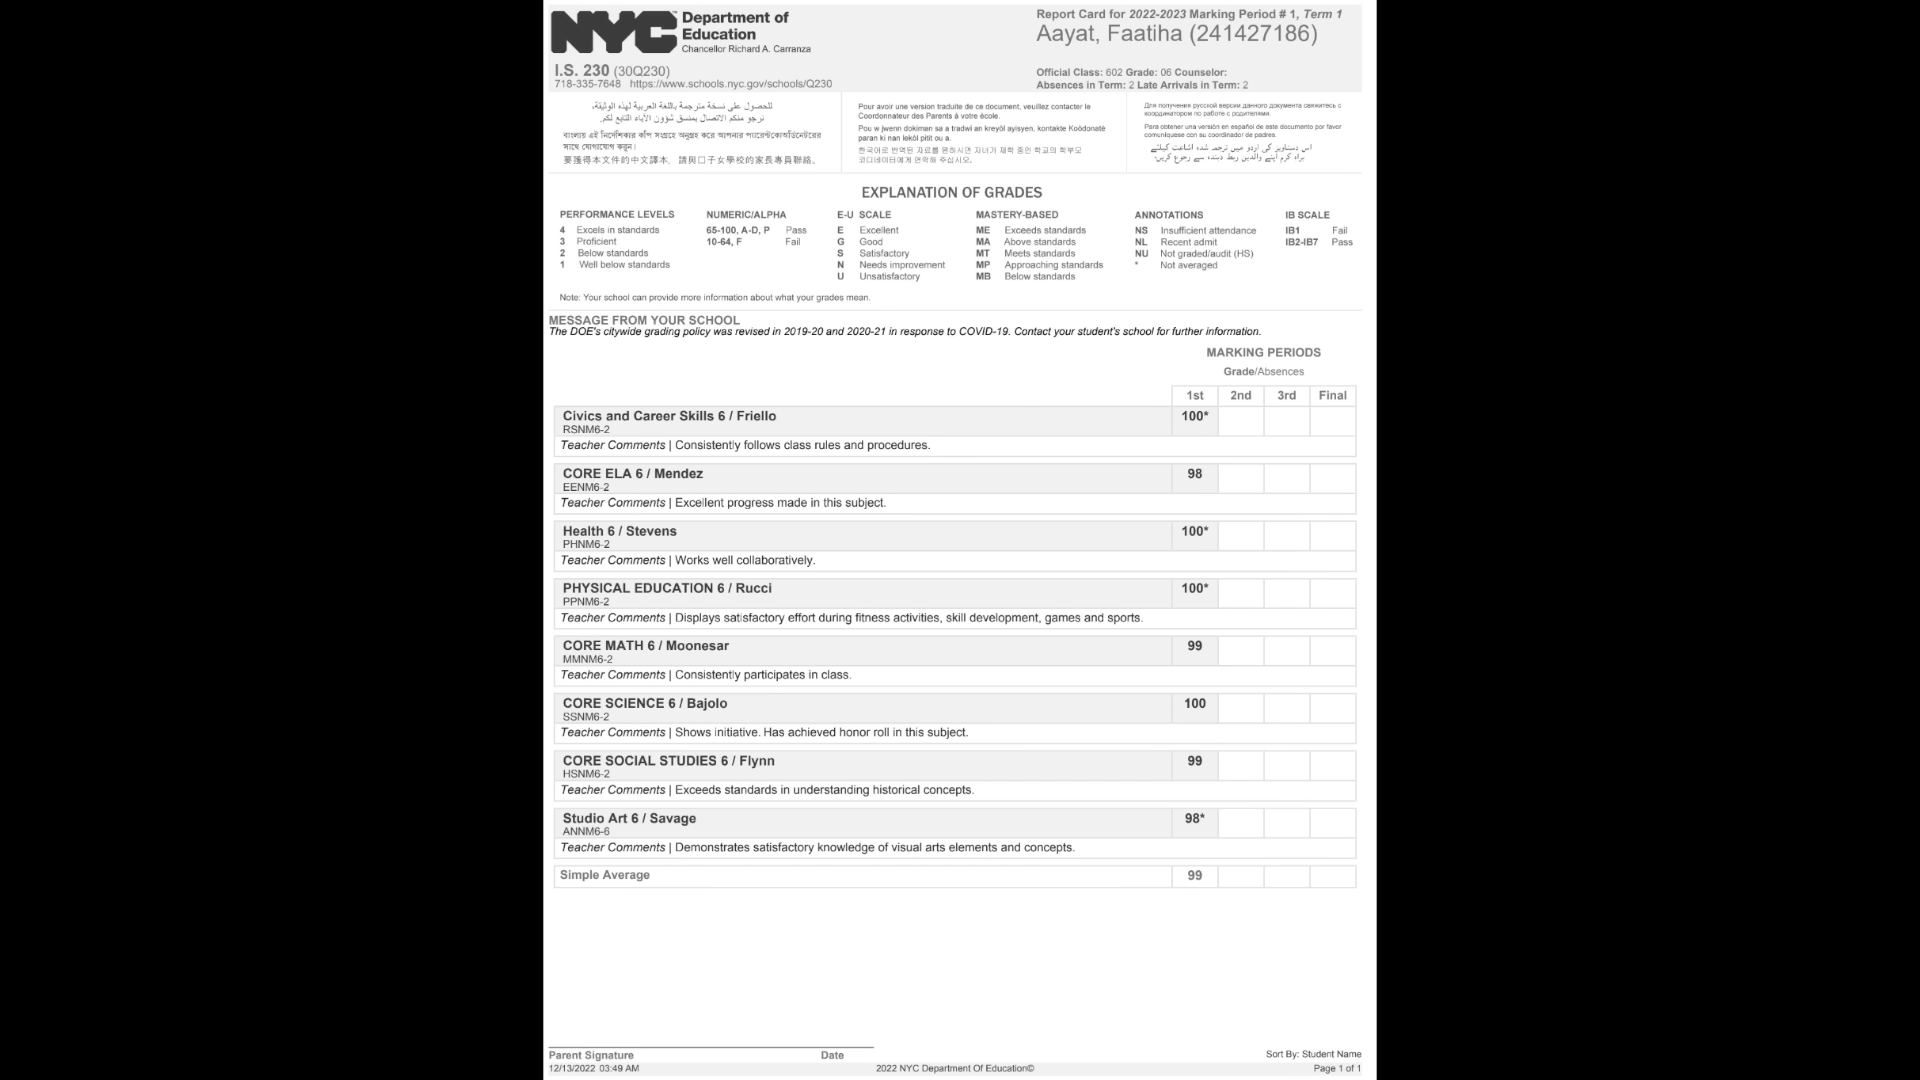 NYC Department of
Education
Chancellor Richard A. Carranza
Report Card for 2022-2023 Marking Period # 1, Term 1
Aayat, Faatiha (241427186)
I.S. 230 (30Q230)
718-335-7648 https://www.schools.nyc.gov/schools/Q230
Official Class: 602 Grade: 06 Counselor:
Absences in Term: 2 Late Arrivals in Term: 2
للحصول على نسخة مترجمة باللغة العربية لهذه الوثيقة،
نرجو منكم الاتصال بمنسق شؤون الآباء التابع لكم.
বাংলায় এই নির্দেশিকার কপি সংগ্রহে অনুগ্রহ করে আপনার প্যারেন্টকোঅর্ডিনেটরের
সাথে যোগাযোগ করুন।
要獲得本文件的中文譯本，請與囗子女學校的家長專員聯絡。
Pour avoir une version traduite de ce document, veuillez contacter le
Coordonnateur des Parents à votre école.
Pou w jwenn dokiman sa a tradwi an kreyòl ayisyen, kontakte Koòdonatè
paran ki nan lekòl pitit ou a.
한국어로 번역된 자료를 원하시면 자녀가 재학 중인 학교의 학부모
코디네이터에게 연락해 주십시오.
Для получения русской версии данного документа свяжитесь с
координатором по работе с родителями.
Para obtener una versión en español de este documento por favor
comuníquese con su coordinador de padres.
اس دستاویز کی اردو میں ترجمہ شدہ اشاعت کیلئے
براہ کرم اپنے والدین ربط دہندہ سے رجوع کریں۔
EXPLANATION OF GRADES
PERFORMANCE LEVELS
4 Excels in standards
3 Proficient
2 Below standards
1 Well below standards
NUMERIC/ALPHA
65-100, A-D, P Pass
10-64, F Fail
E-U SCALE
E Excellent
G Good
S Satisfactory
N Needs improvement
U Unsatisfactory
MASTERY-BASED
ME Exceeds standards
MA Above standards
MT Meets standards
MP Approaching standards
MB Below standards
ANNOTATIONS
NS Insufficient attendance
NL Recent admit
NU Not graded/audit (HS)
* Not averaged
IB SCALE
IB1 Fail
IB2-IB7 Pass
Note: Your school can provide more information about what your grades mean.
MESSAGE FROM YOUR SCHOOL
The DOE's citywide grading policy was revised in 2019-20 and 2020-21 in response to COVID-19. Contact your student's school for further information.
MARKING PERIODS
Grade/Absences
1st 2nd 3rd Final
Civics and Career Skills 6 / Friello 100*
RSNM6-2
Teacher Comments | Consistently follows class rules and procedures.
CORE ELA 6 / Mendez 98
EENM6-2
Teacher Comments | Excellent progress made in this subject.
Health 6 / Stevens 100*
PHNM6-2
Teacher Comments | Works well collaboratively.
PHYSICAL EDUCATION 6 / Rucci 100*
PPNM6-2
Teacher Comments | Displays satisfactory effort during fitness activities, skill development, games and sports.
CORE MATH 6 / Moonesar 99
MMNM6-2
Teacher Comments | Consistently participates in class.
CORE SCIENCE 6 / Bajolo 100
SSNM6-2
Teacher Comments | Shows initiative. Has achieved honor roll in this subject.
CORE SOCIAL STUDIES 6 / Flynn 99
HSNM6-2
Teacher Comments | Exceeds standards in understanding historical concepts.
Studio Art 6 / Savage 98*
ANNM6-6
Teacher Comments | Demonstrates satisfactory knowledge of visual arts elements and concepts.
Simple Average 99
Parent Signature Date
Sort By: Student Name
12/13/2022 03:49 AM
2022 NYC Department Of Education©
Page 1 of 1